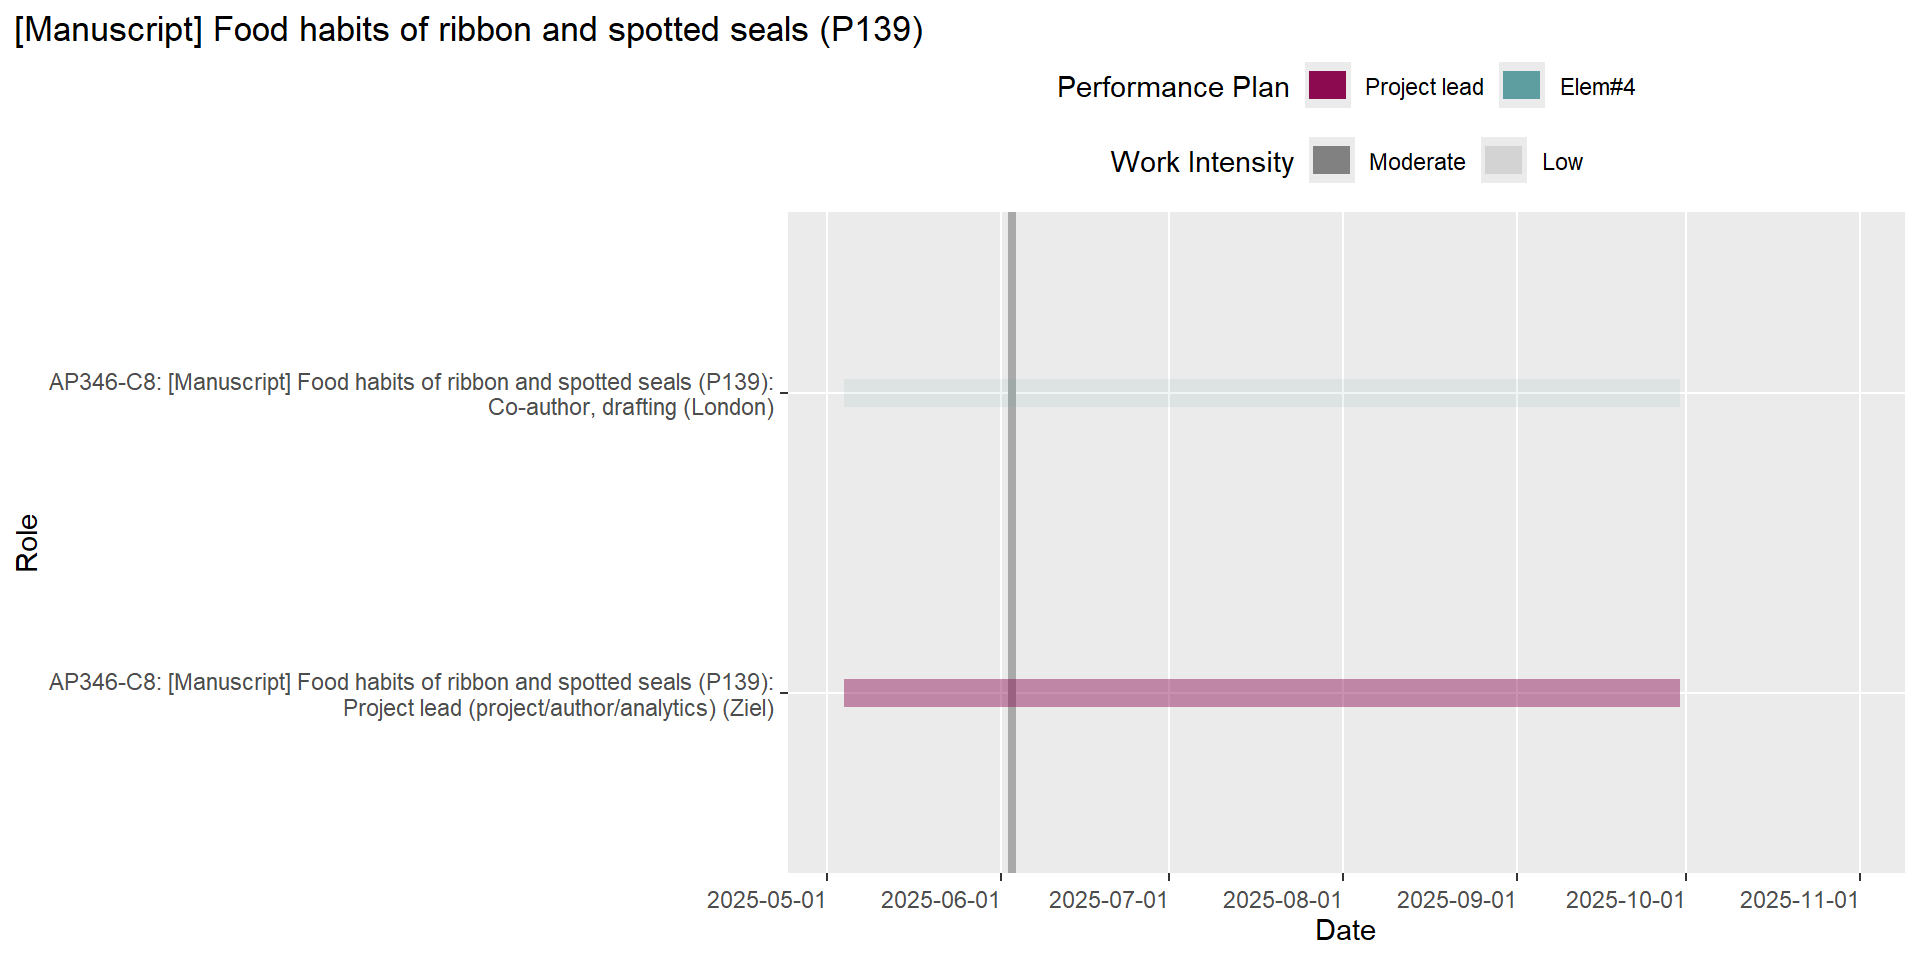 [Manuscript] Food habits of ribbon and spotted seals (P139)
Performance Plan Project lead Elem#4
Work Intensity Moderate Low
AP346-C8: [Manuscript] Food habits of ribbon and spotted seals (P139):
Co-author, drafting (London)
Role
AP346-C8: [Manuscript] Food habits of ribbon and spotted seals (P139):
Project lead (project/author/analytics) (Ziel)
2025-05-01 2025-06-01 2025-07-01 2025-08-01 2025-09-01 2025-10-01 2025-11-01
Date